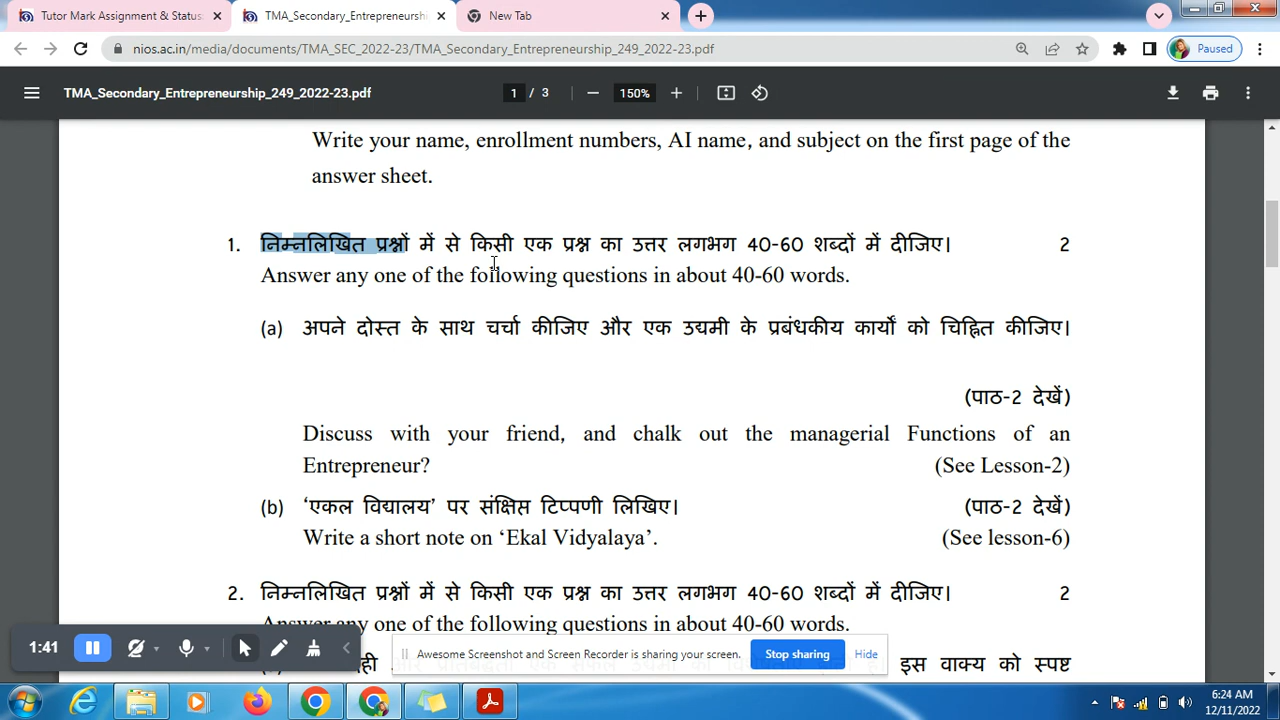 Tutor Mark Assignment & Status
TMA_Secondary_Entrepreneurship
New Tab
nios.ac.in/media/documents/TMA_SEC_2022-23/TMA_Secondary_Entrepreneurship_249_2022-23.pdf
Paused
TMA_Secondary_Entrepreneurship_249_2022-23.pdf
1 / 3
150%
Write your name, enrollment numbers, AI name, and subject on the first page of the
answer sheet.
1. निम्नलिखित प्रश्नों में से किसी एक प्रश्न का उत्तर लगभग 40-60 शब्दों में दीजिए। 2
Answer any one of the following questions in about 40-60 words.
(a) अपने दोस्त के साथ चर्चा कीजिए और एक उद्यमी के प्रबंधकीय कार्यों को चिह्नित कीजिए।
(पाठ-2 देखें)
Discuss with your friend, and chalk out the managerial Functions of an
Entrepreneur? (See Lesson-2)
(b) 'एकल विद्यालय' पर संक्षिप्त टिप्पणी लिखिए। (पाठ-2 देखें)
Write a short note on 'Ekal Vidyalaya'. (See lesson-6)
2. निम्नलिखित प्रश्नों में से किसी एक प्रश्न का उत्तर लगभग 40-60 शब्दों में दीजिए। 2
Answer any one of the following questions in about 40-60 words.
इस वाक्य को स्पष्ट
1:41
Awesome Screenshot and Screen Recorder is sharing your screen.
Stop sharing
Hide
6:24 AM
12/11/2022